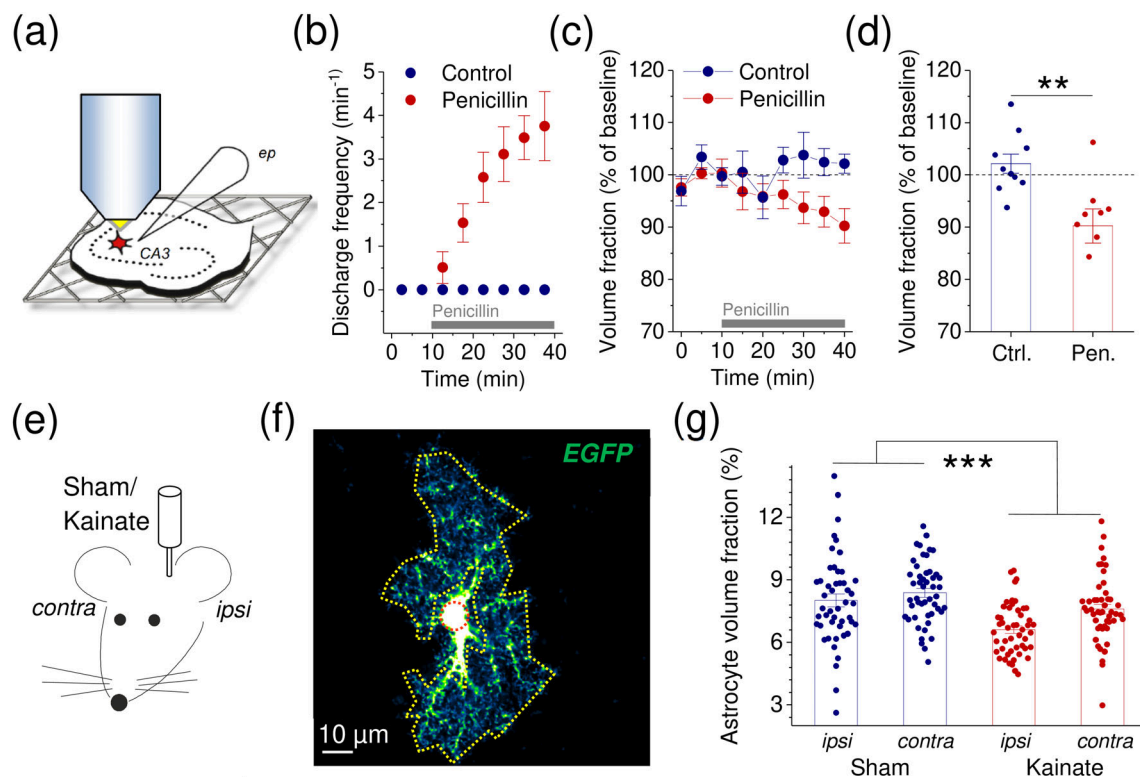 (a)
ep
CA3
(b)
Discharge frequency (min⁻¹)
5
4
3
2
1
0
Control
Penicillin
Penicillin
0 10 20 30 40
Time (min)
(c)
Volume fraction (% of baseline)
120
110
100
90
80
70
Control
Penicillin
Penicillin
0 10 20 30 40
Time (min)
(d)
Volume fraction (% of baseline)
120
110
100
90
80
70
**
Ctrl. Pen.
(e)
Sham/
Kainate
contra
ipsi
(f)
EGFP
10 µm
(g)
Astrocyte volume fraction (%)
12
9
6
3
***
ipsi contra ipsi contra
Sham Kainate